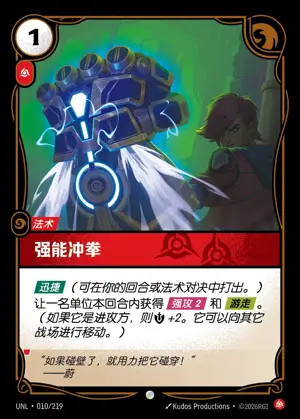 1
法术
强能冲拳
迅捷（可在你的回合或法术对决中打出。）
让一名单位本回合内获得 强攻 2 和 游走 。
（如果它是进攻方，则 +2。它可以向其它
战场进行移动。）
"如果碰壁了，就用力把它碰穿！"
——蔚
UNL · 010/219
Kudos Productions · ©2026RGI